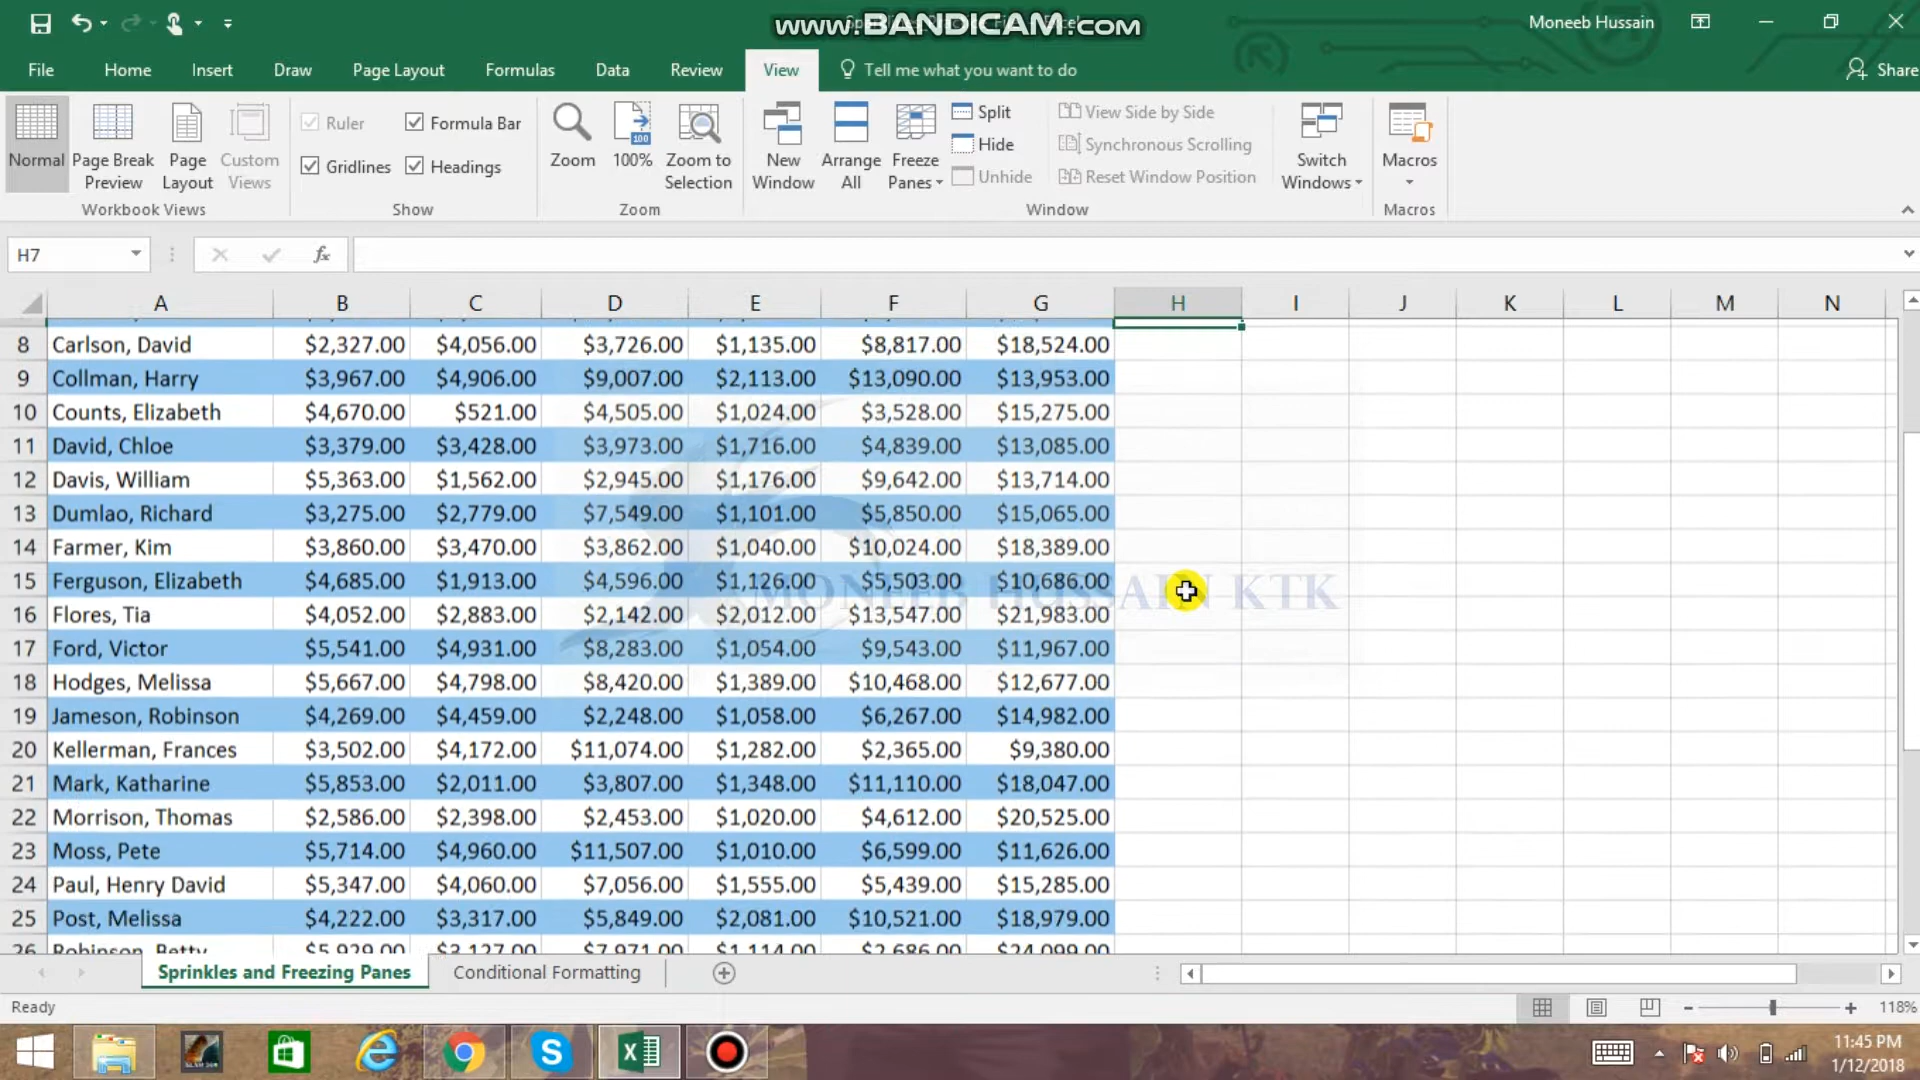 www.BANDICAM.com
Moneeb Hussain
File Home Insert Draw Page Layout Formulas Data Review View Tell me what you want to do Share
Normal Page Break Preview Page Layout Custom Views
Workbook Views
Ruler Formula Bar
Gridlines Headings
Show
Zoom 100% Zoom to Selection
Zoom
New Window Arrange All Freeze Panes
Split View Side by Side
Hide Synchronous Scrolling
Unhide Reset Window Position
Switch Windows
Window
Macros
Macros
H7 fx
A B C D E F G H I J K L M N
8 Carlson, David $2,327.00 $4,056.00 $3,726.00 $1,135.00 $8,817.00 $18,524.00
9 Collman, Harry $3,967.00 $4,906.00 $9,007.00 $2,113.00 $13,090.00 $13,953.00
10 Counts, Elizabeth $4,670.00 $521.00 $4,505.00 $1,024.00 $3,528.00 $15,275.00
11 David, Chloe $3,379.00 $3,428.00 $3,973.00 $1,716.00 $4,839.00 $13,085.00
12 Davis, William $5,363.00 $1,562.00 $2,945.00 $1,176.00 $9,642.00 $13,714.00
13 Dumlao, Richard $3,275.00 $2,779.00 $7,549.00 $1,101.00 $5,850.00 $15,065.00
14 Farmer, Kim $3,860.00 $3,470.00 $3,862.00 $1,040.00 $10,024.00 $18,389.00
15 Ferguson, Elizabeth $4,685.00 $1,913.00 $4,596.00 $1,126.00 $5,503.00 $10,686.00
MONEEB HUSSAIN KTK
16 Flores, Tia $4,052.00 $2,883.00 $2,142.00 $2,012.00 $13,547.00 $21,983.00
17 Ford, Victor $5,541.00 $4,931.00 $8,283.00 $1,054.00 $9,543.00 $11,967.00
18 Hodges, Melissa $5,667.00 $4,798.00 $8,420.00 $1,389.00 $10,468.00 $12,677.00
19 Jameson, Robinson $4,269.00 $4,459.00 $2,248.00 $1,058.00 $6,267.00 $14,982.00
20 Kellerman, Frances $3,502.00 $4,172.00 $11,074.00 $1,282.00 $2,365.00 $9,380.00
21 Mark, Katharine $5,853.00 $2,011.00 $3,807.00 $1,348.00 $11,110.00 $18,047.00
22 Morrison, Thomas $2,586.00 $2,398.00 $2,453.00 $1,020.00 $4,612.00 $20,525.00
23 Moss, Pete $5,714.00 $4,960.00 $11,507.00 $1,010.00 $6,599.00 $11,626.00
24 Paul, Henry David $5,347.00 $4,060.00 $7,056.00 $1,555.00 $5,439.00 $15,285.00
25 Post, Melissa $4,222.00 $3,317.00 $5,849.00 $2,081.00 $10,521.00 $18,979.00
26 Robinson, Betty $5,929.00 $3,127.00 $7,971.00 $1,114.00 $2,686.00 $24,099.00
Sprinkles and Freezing Panes Conditional Formatting
Ready 118%
11:45 PM
1/12/2018